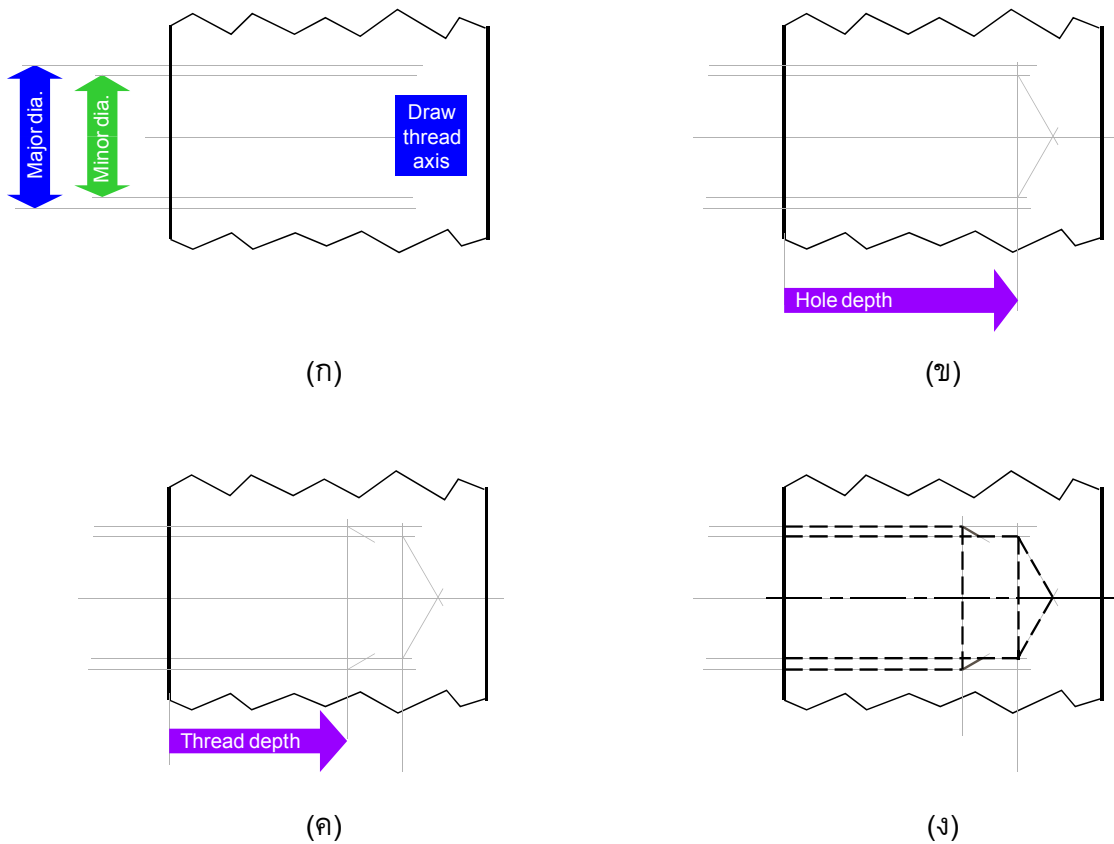 Major dia.
Minor dia.
Draw
thread
axis
Hole depth
(ก)
(ข)
Thread depth
(ค)
(ง)